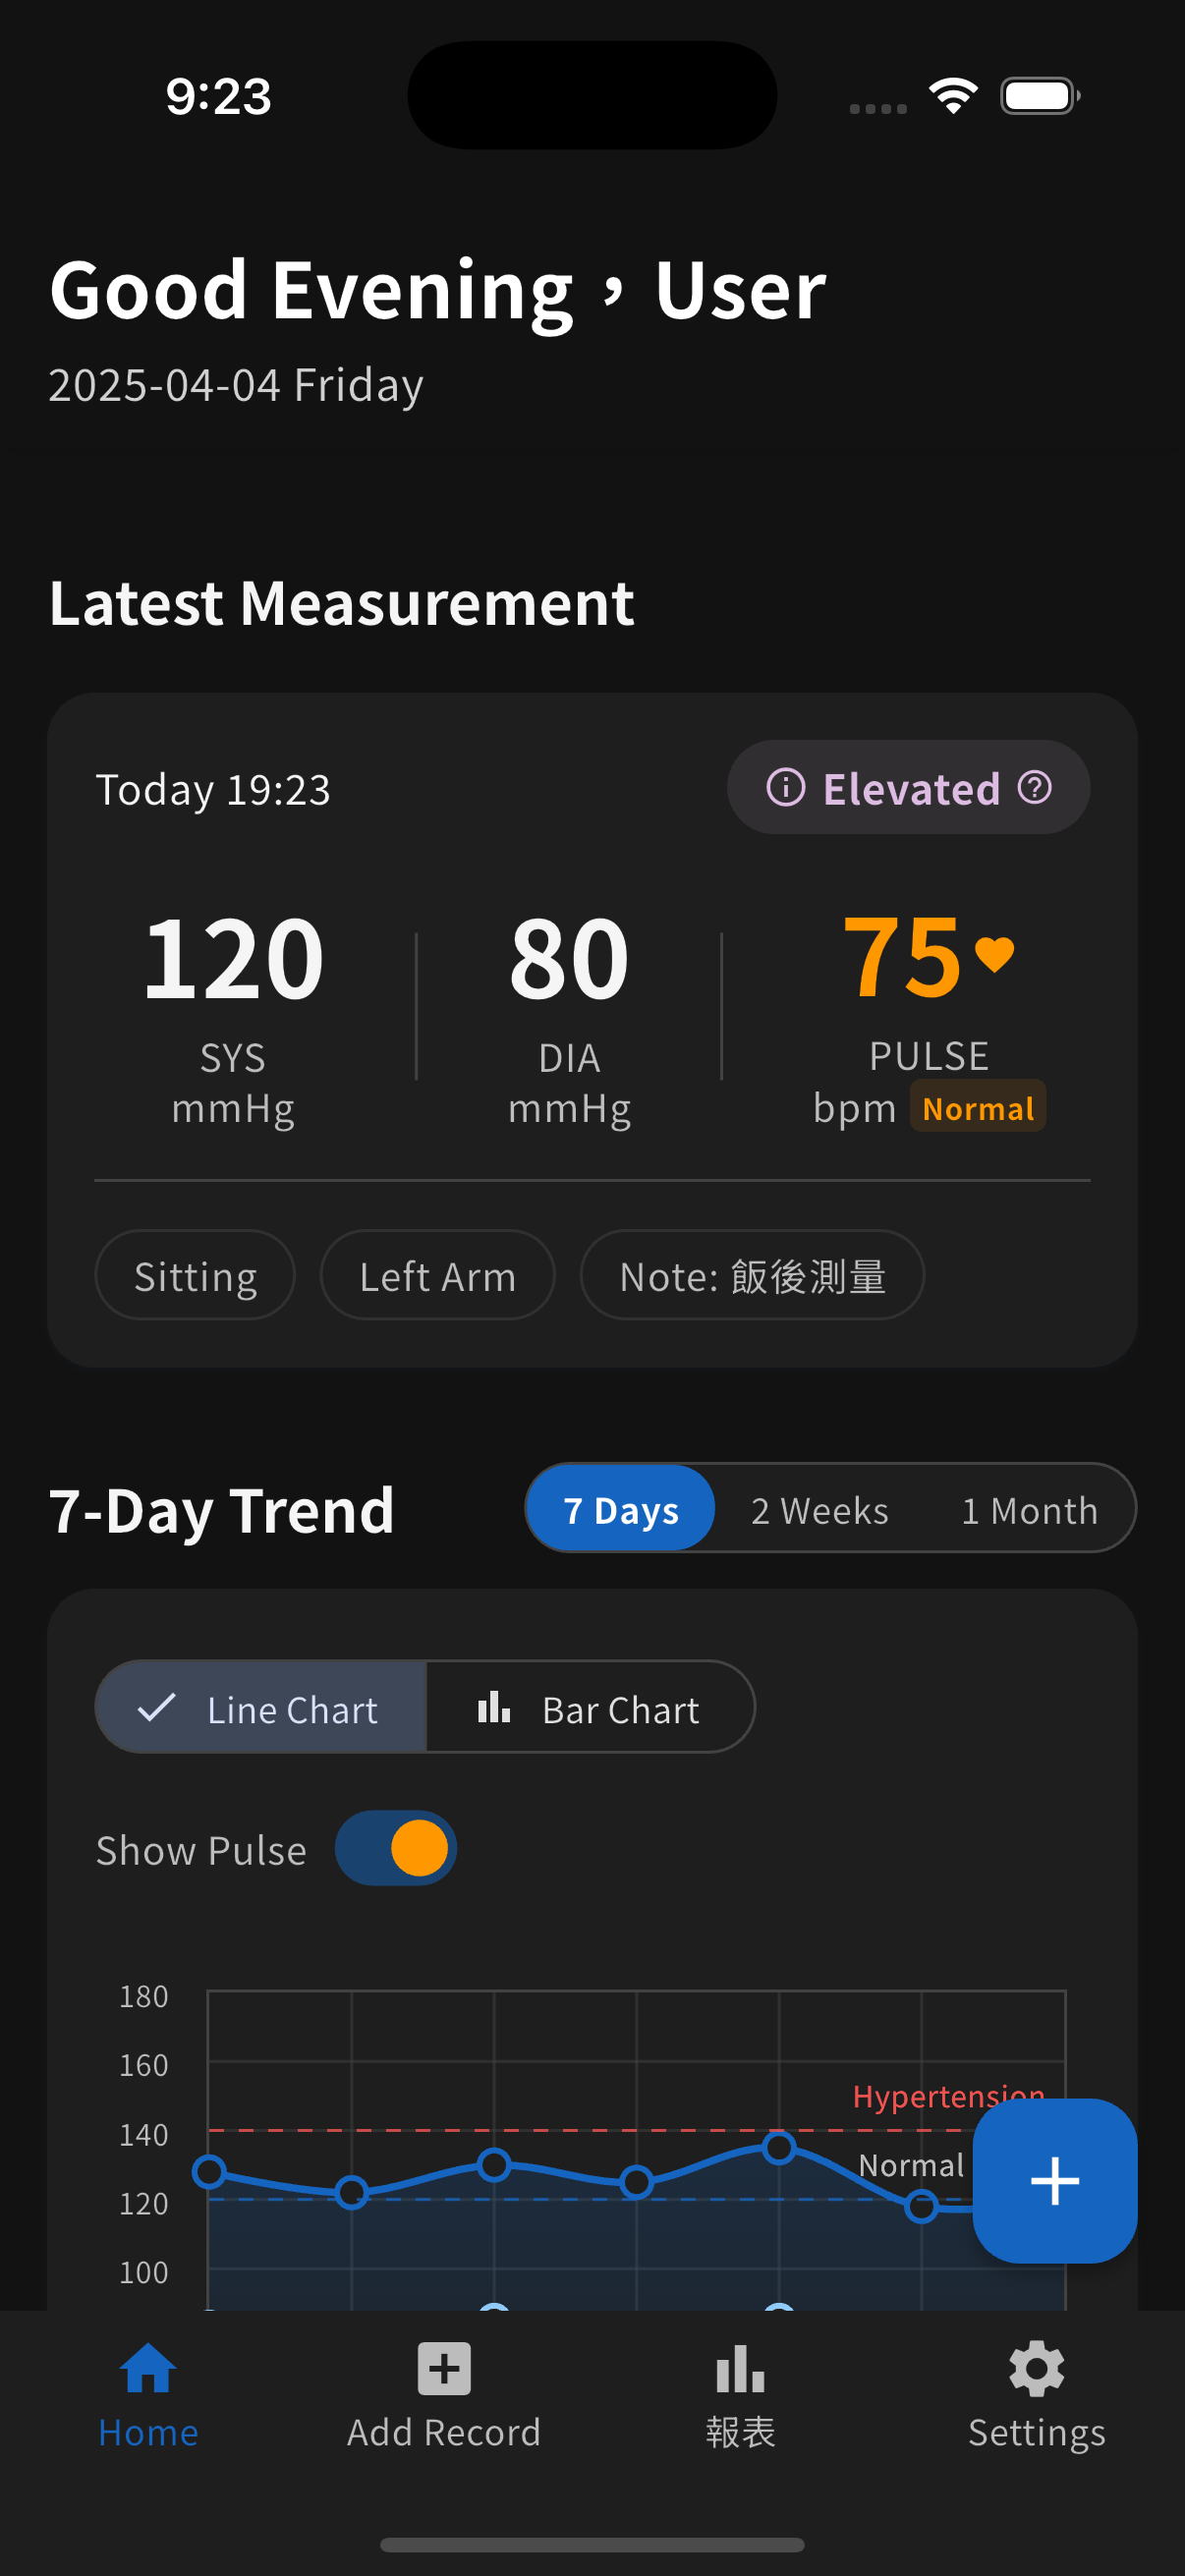 9:23
Good Evening，User
2025-04-04 Friday
Latest Measurement
Today 19:23
Elevated
120
80
75
SYS
DIA
PULSE
mmHg
mmHg
bpm Normal
Sitting
Left Arm
Note: 飯後測量
7-Day Trend
7 Days
2 Weeks
1 Month
Line Chart
Bar Chart
Show Pulse
180
160
Hypertension
140
Normal
120
100
Home
Add Record
報表
Settings